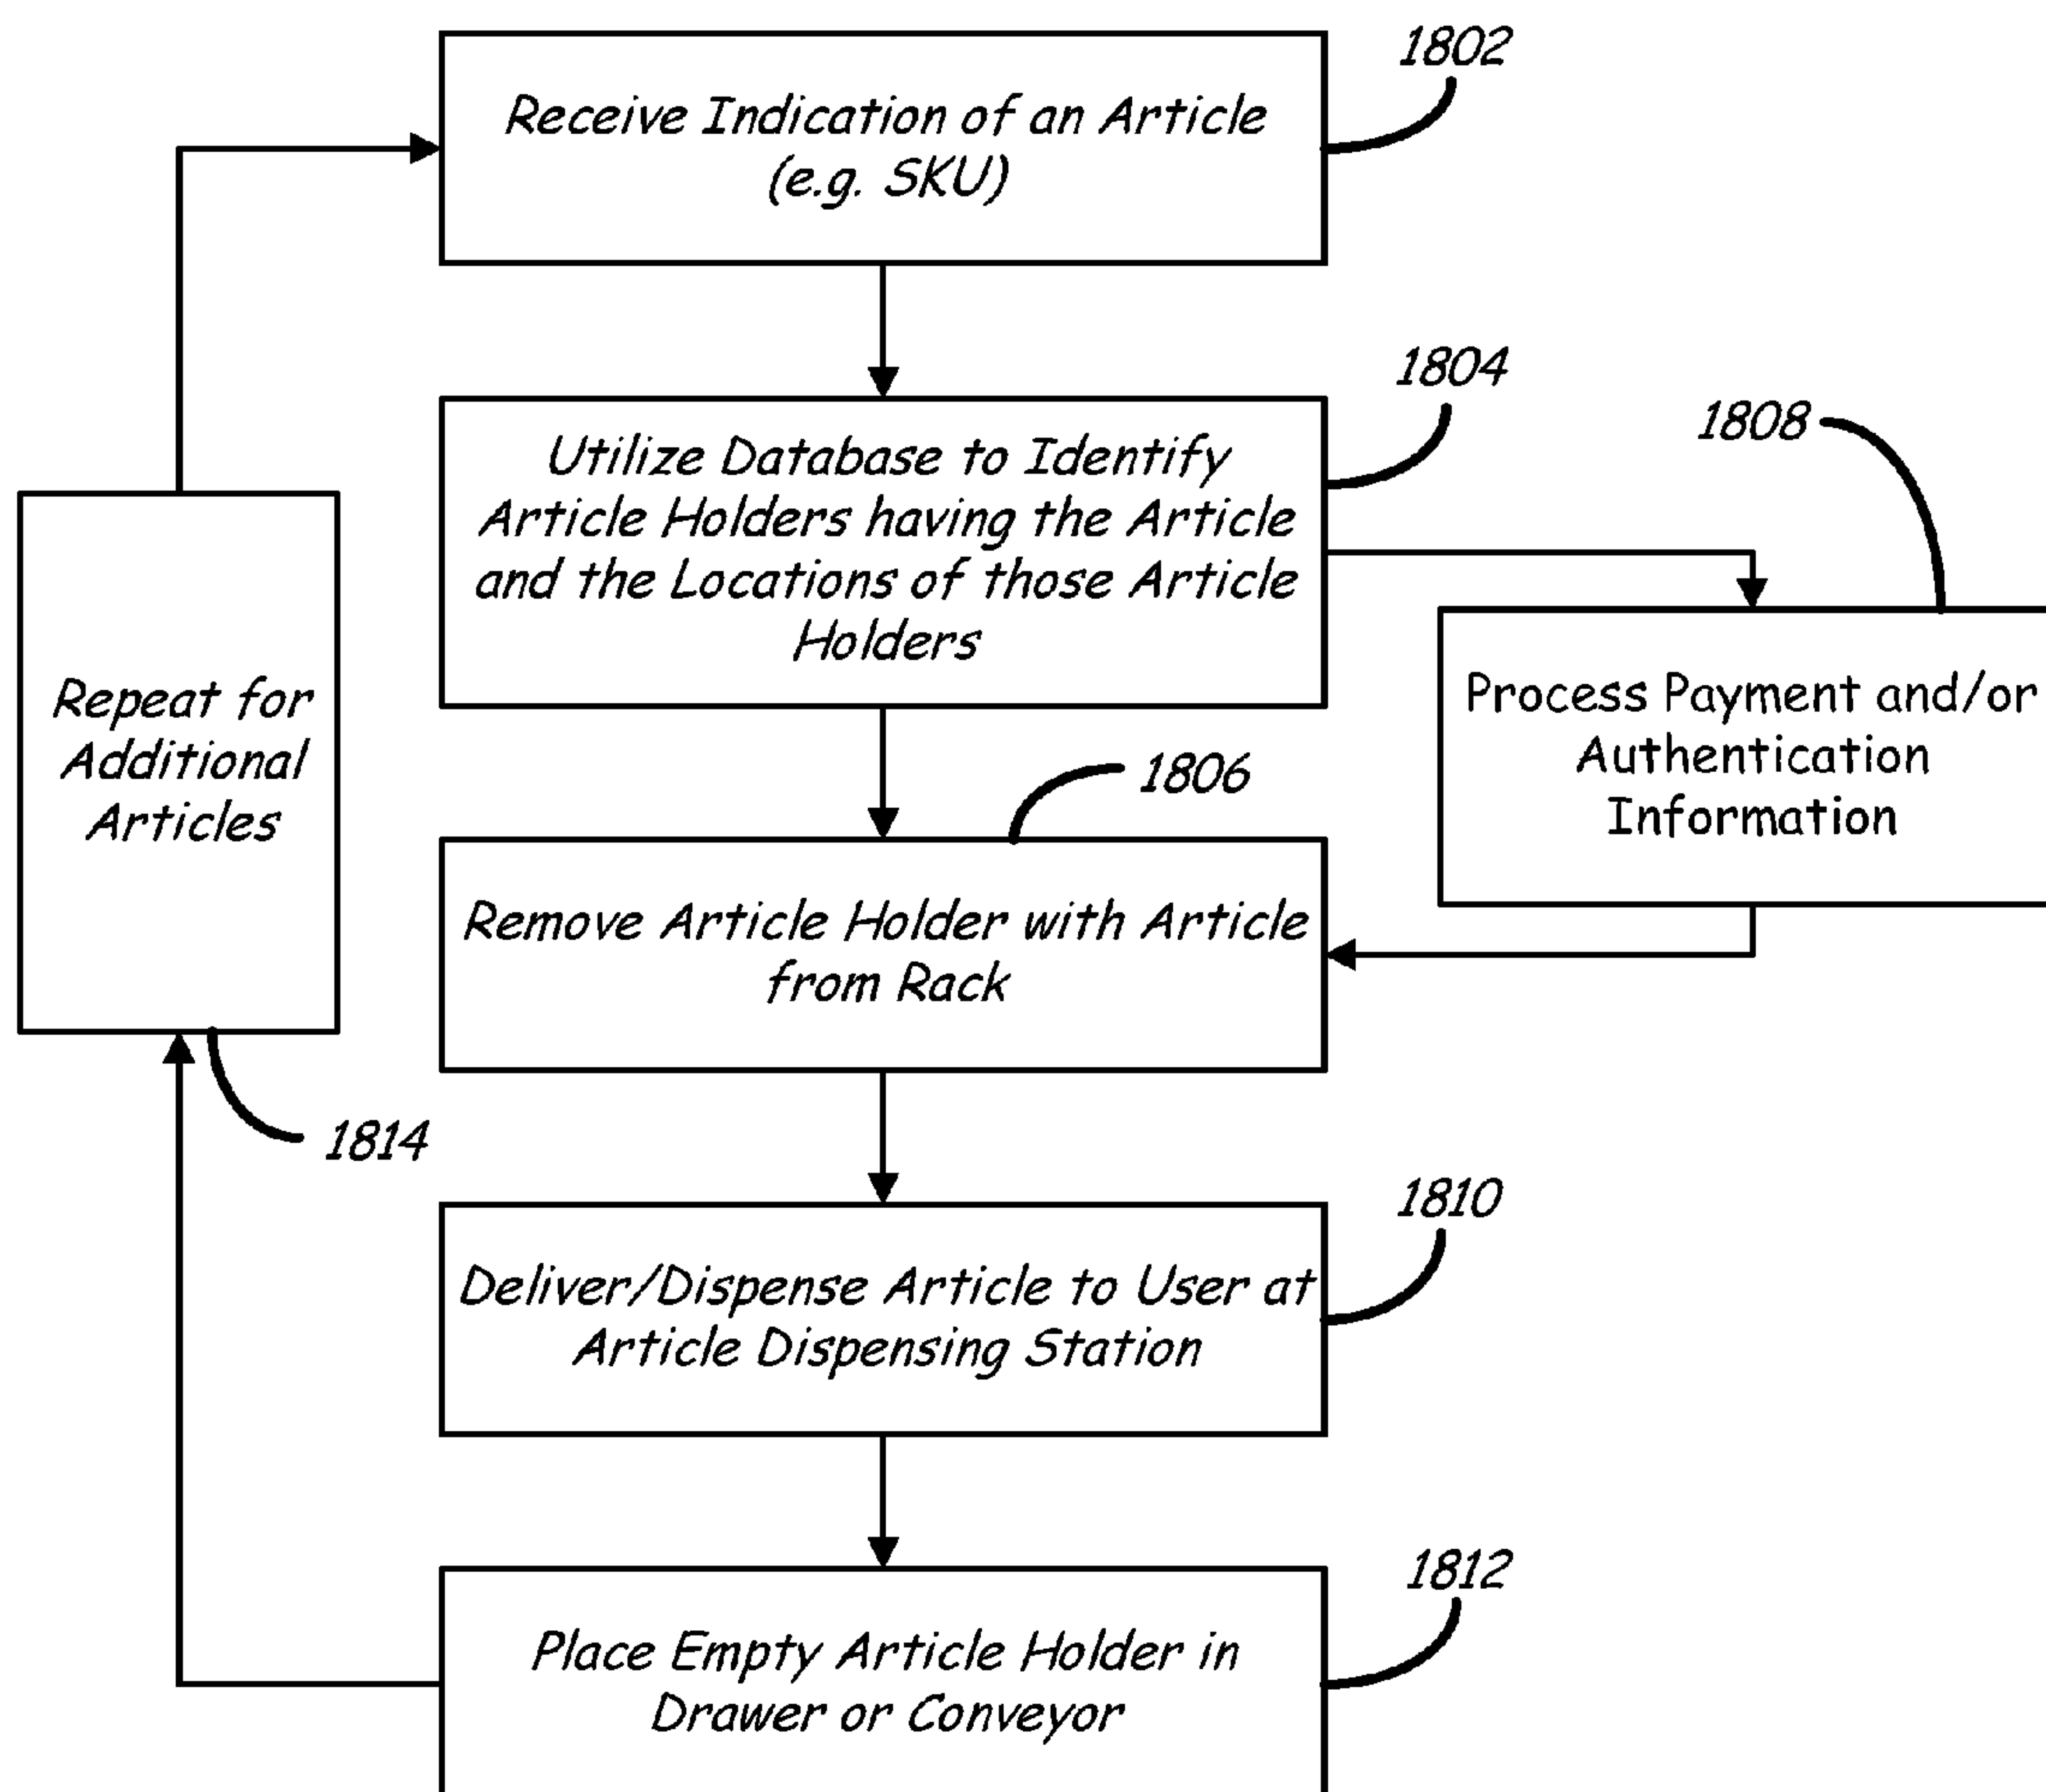 1802
Receive Indication of an Article
(e.g. SKU)
1804
Utilize Database to Identify
Article Holders having the Article
and the Locations of those Article
Holders
1808
Process Payment and/or
Authentication
Information
Repeat for
Additional
Articles
1814
1806
Remove Article Holder with Article
from Rack
1810
Deliver/Dispense Article to User at
Article Dispensing Station
1812
Place Empty Article Holder in
Drawer or Conveyor